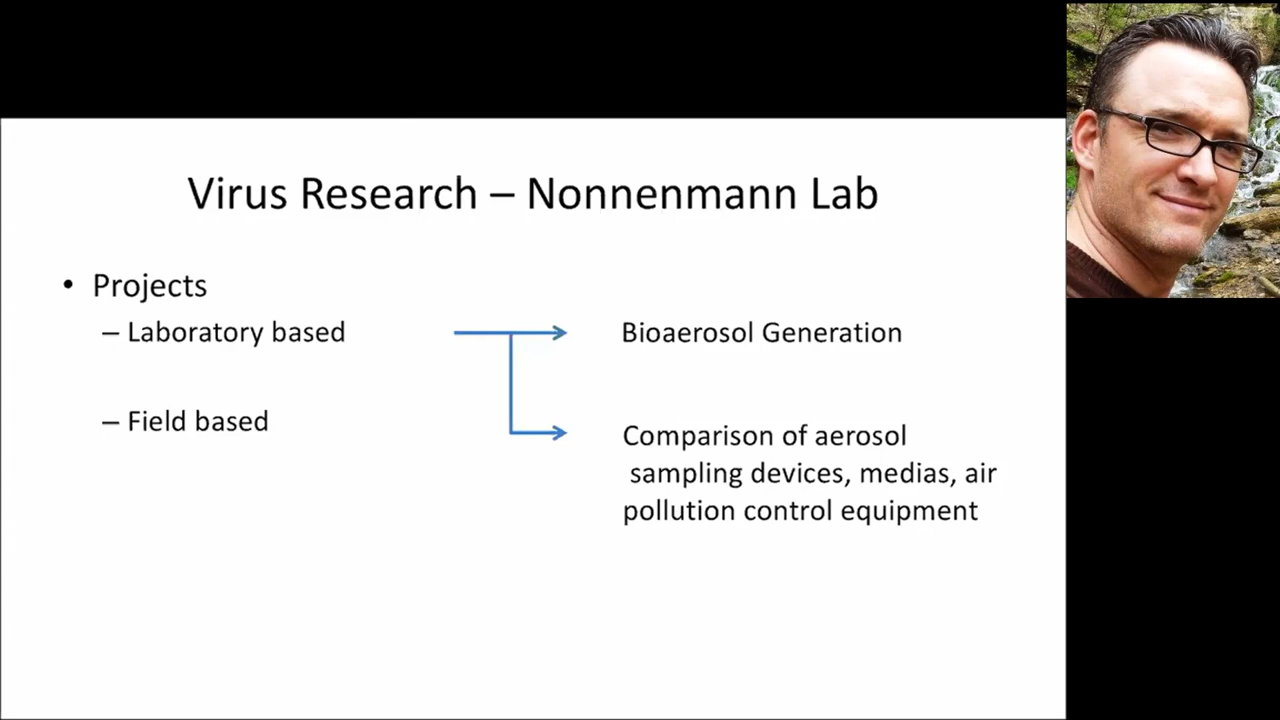 Virus Research – Nonnenmann Lab
• Projects
– Laboratory based
Bioaerosol Generation
– Field based
Comparison of aerosol
sampling devices, medias, air
pollution control equipment